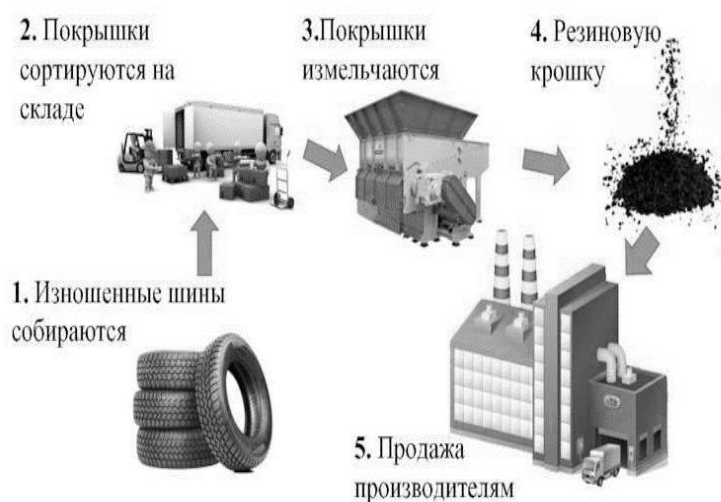 1. Изношенные шины
собираются
2. Покрышки
сортируются на
складе
3.Покрышки
измельчаются
4. Резиновую
крошку
5. Продажа
производителям